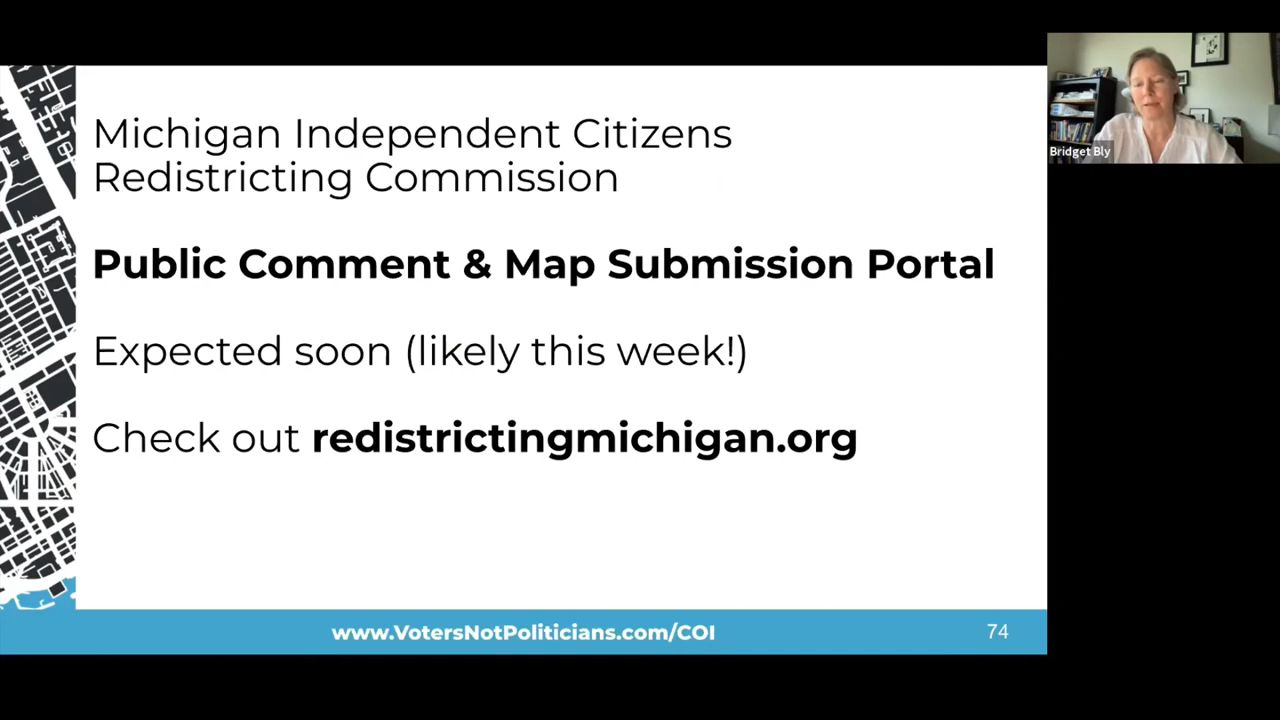 Michigan Independent Citizens
Redistricting Commission
Public Comment & Map Submission Portal
Expected soon (likely this week!)
Check out redistrictingmichigan.org
www.VotersNotPoliticians.com/COI
74
Bridget Bly